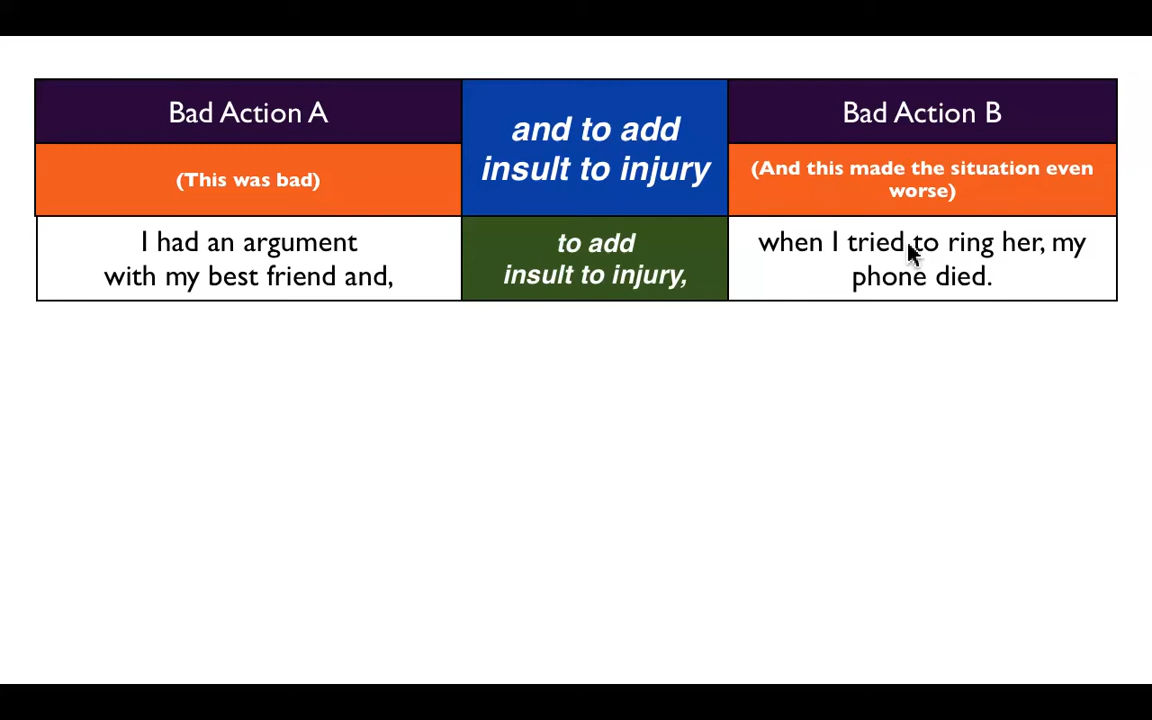 Bad Action A
and to add
insult to injury
Bad Action B
(This was bad)
(And this made the situation even
worse)
I had an argument
with my best friend and,
to add
insult to injury,
when I tried to ring her, my
phone died.